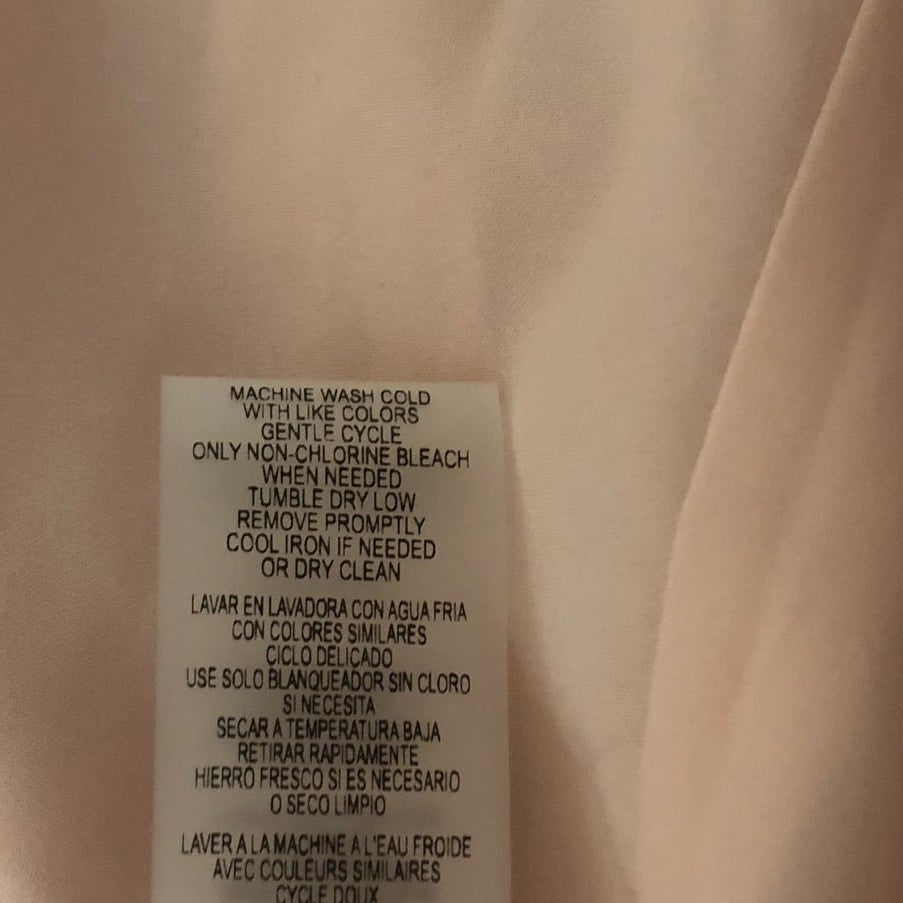 MACHINE WASH COLD
WITH LIKE COLORS
GENTLE CYCLE
ONLY NON-CHLORINE BLEACH
WHEN NEEDED
TUMBLE DRY LOW
REMOVE PROMPTLY
COOL IRON IF NEEDED
OR DRY CLEAN
LAVAR EN LAVADORA CON AGUA FRIA
CON COLORES SIMILARES
CICLO DELICADO
USE SOLO BLANQUEADOR SIN CLORO
SI NECESITA
SECAR A TEMPERATURA BAJA
RETIRAR RAPIDAMENTE
HIERRO FRESCO SI ES NECESARIO
O SECO LIMPIO
LAVER A LA MACHINE A L'EAU FROIDE
AVEC COULEURS SIMILAIRES
CYCLE DOUX